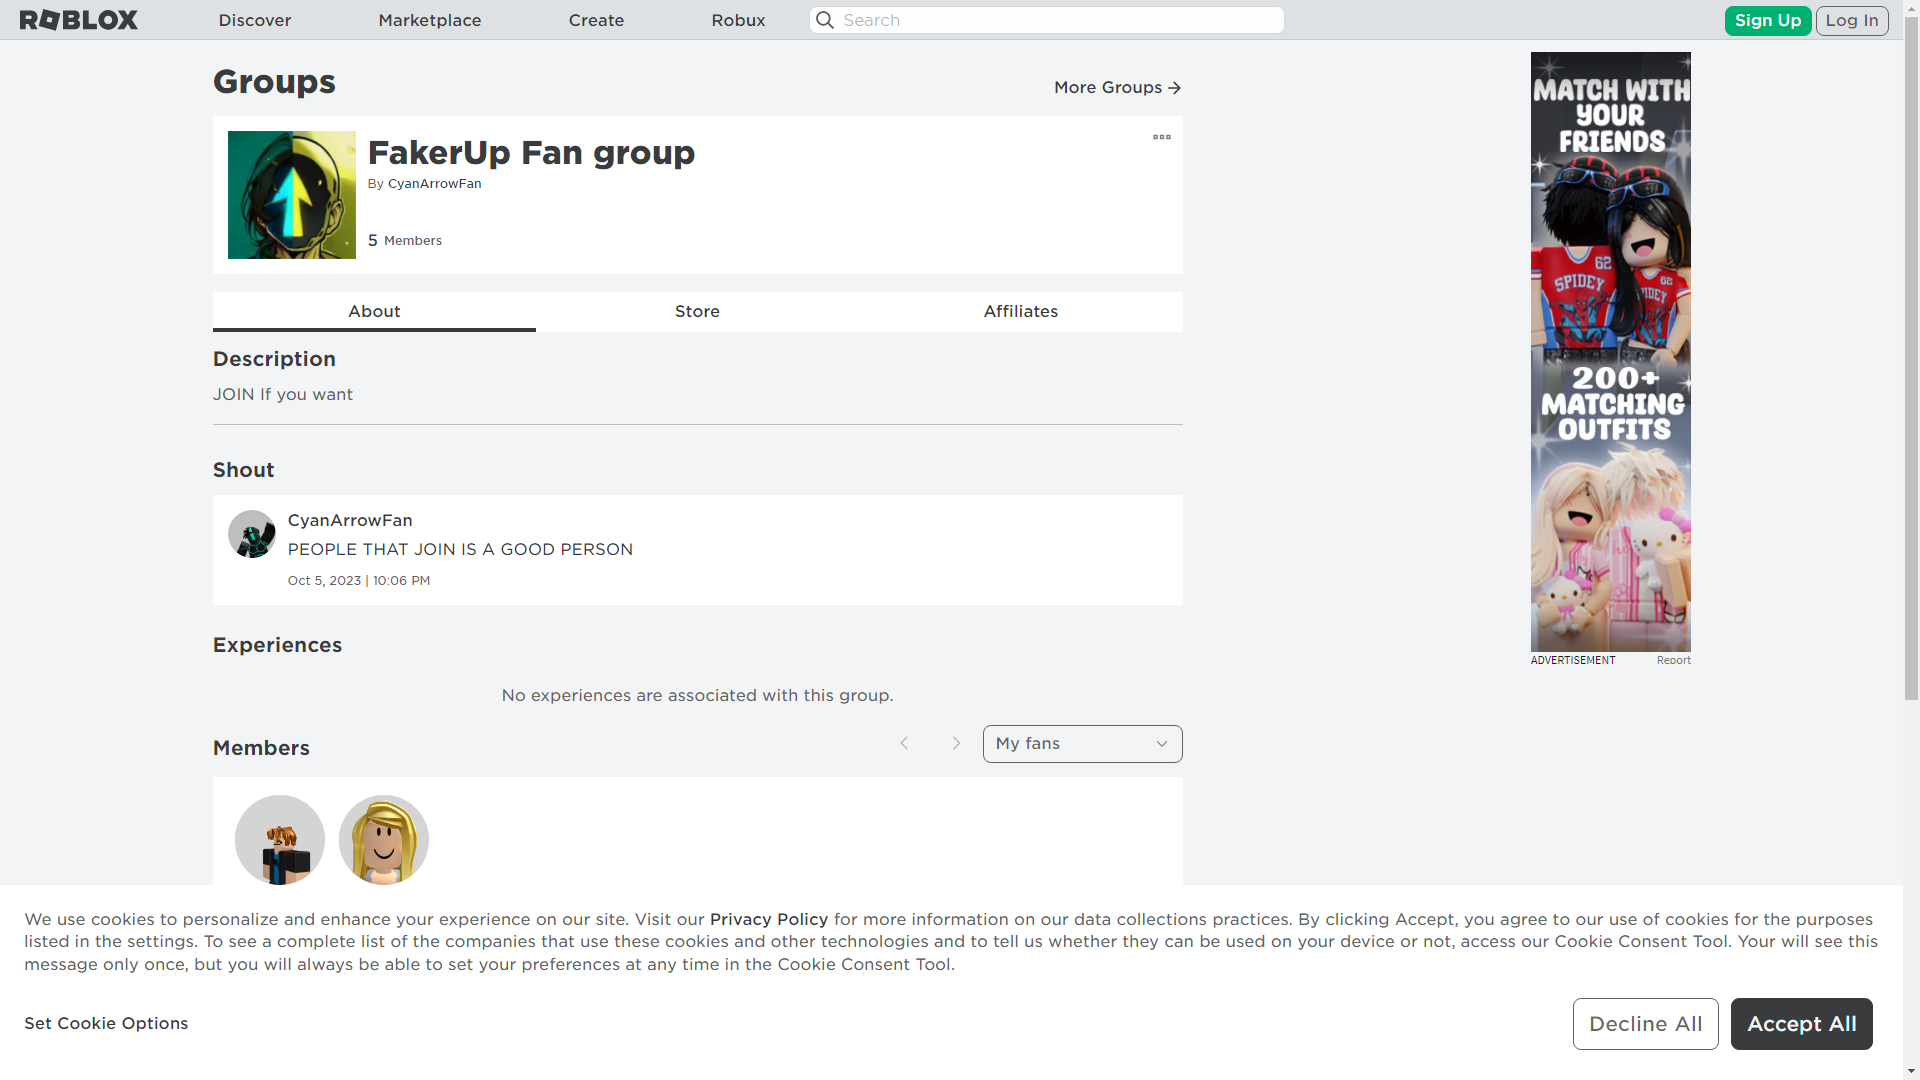 ROBLOX
Discover
Marketplace
Create
Robux
Search
Sign Up
Log In
Groups
More Groups
FakerUp Fan group
By CyanArrowFan
5 Members
About
Store
Affiliates
Description
JOIN If you want
Shout
CyanArrowFan
PEOPLE THAT JOIN IS A GOOD PERSON
Oct 5, 2023 | 10:06 PM
Experiences
No experiences are associated with this group.
Members
My fans
MATCH WITH
YOUR
FRIENDS
62
SPIDEY
62
200+
MATCHING
OUTFITS
ADVERTISEMENT
Report
We use cookies to personalize and enhance your experience on our site. Visit our Privacy Policy for more information on our data collections practices. By clicking Accept, you agree to our use of cookies for the purposes
listed in the settings. To see a complete list of the companies that use these cookies and other technologies and to tell us whether they can be used on your device or not, access our Cookie Consent Tool. Your will see this
message only once, but you will always be able to set your preferences at any time in the Cookie Consent Tool.
Set Cookie Options
Decline All
Accept All